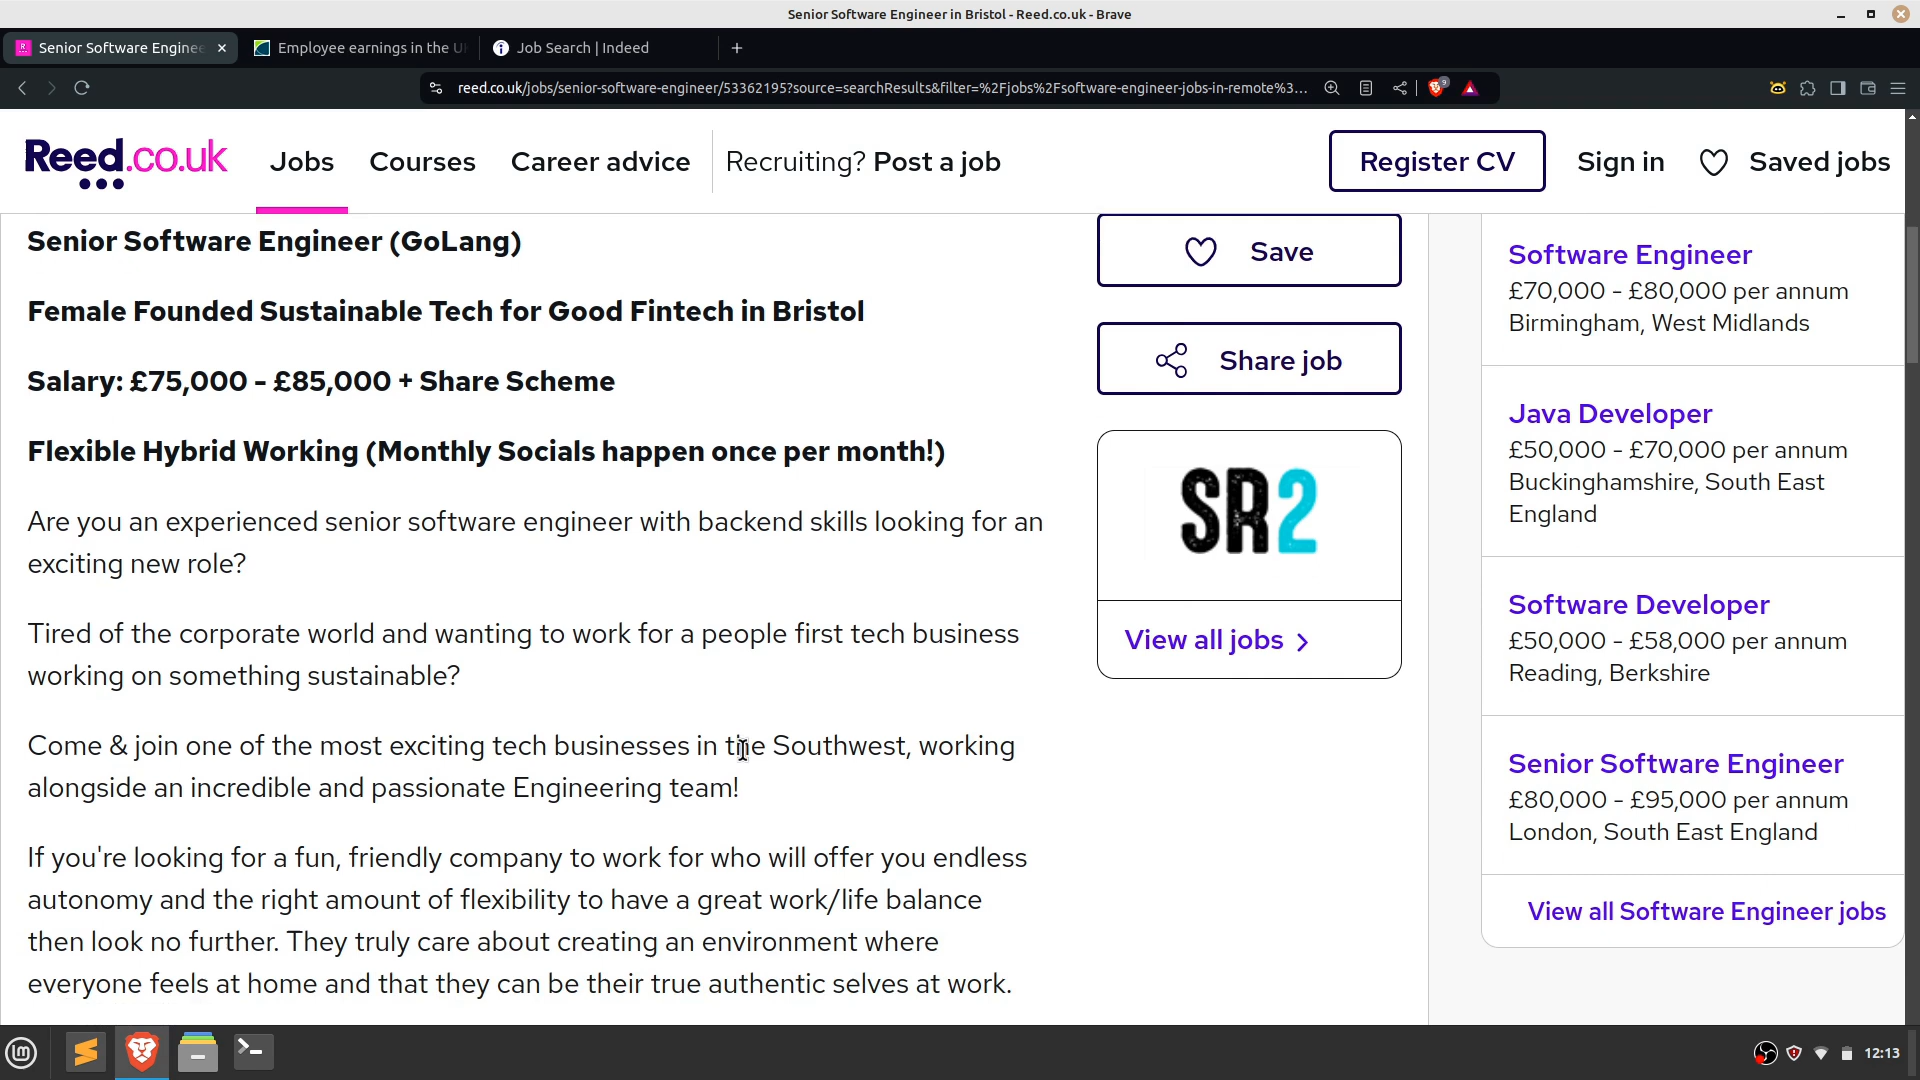 Senior Software Engineer in Bristol - Reed.co.uk - Brave
Senior Software Enginee
Employee earnings in the U
Job Search | Indeed
reed.co.uk/jobs/senior-software-engineer/53362195?source=searchResults&filter=%2Fjobs%2Fsoftware-engineer-jobs-in-remote%3...
9
Reed.co.uk
Jobs
Courses
Career advice
Recruiting? Post a job
Register CV
Sign in
Saved jobs
Senior Software Engineer (GoLang)
Female Founded Sustainable Tech for Good Fintech in Bristol
Salary: £75,000 - £85,000 + Share Scheme
Flexible Hybrid Working (Monthly Socials happen once per month!)
Are you an experienced senior software engineer with backend skills looking for an
exciting new role?
Tired of the corporate world and wanting to work for a people first tech business
working on something sustainable?
Come & join one of the most exciting tech businesses in the Southwest, working
alongside an incredible and passionate Engineering team!
If you're looking for a fun, friendly company to work for who will offer you endless
autonomy and the right amount of flexibility to have a great work/life balance
then look no further. They truly care about creating an environment where
everyone feels at home and that they can be their true authentic selves at work.
Save
Share job
SR2
View all jobs
Software Engineer
£70,000 - £80,000 per annum
Birmingham, West Midlands
Java Developer
£50,000 - £70,000 per annum
Buckinghamshire, South East
England
Software Developer
£50,000 - £58,000 per annum
Reading, Berkshire
Senior Software Engineer
£80,000 - £95,000 per annum
London, South East England
View all Software Engineer jobs
12:13